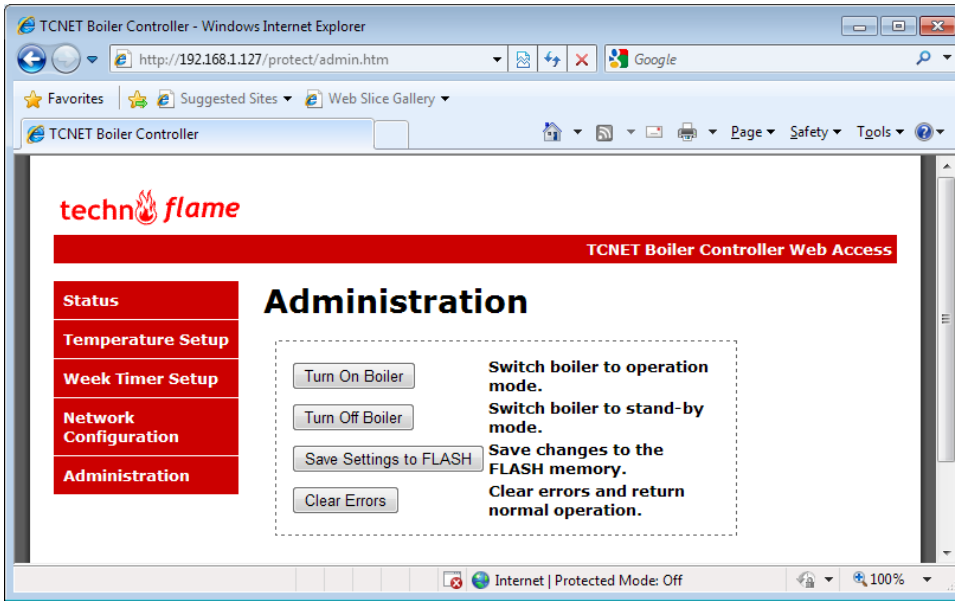 TCNET Boiler Controller - Windows Internet Explorer
http://192.168.1.127/protect/admin.htm
Google
Favorites
Suggested Sites
Web Slice Gallery
TCNET Boiler Controller
Page
Safety
Tools
techn flame
TCNET Boiler Controller Web Access
Status
Temperature Setup
Week Timer Setup
Network
Configuration
Administration
Administration
Turn On Boiler
Switch boiler to operation
mode.
Turn Off Boiler
Switch boiler to stand-by
mode.
Save Settings to FLASH
Save changes to the
FLASH memory.
Clear Errors
Clear errors and return
normal operation.
Internet | Protected Mode: Off
100%